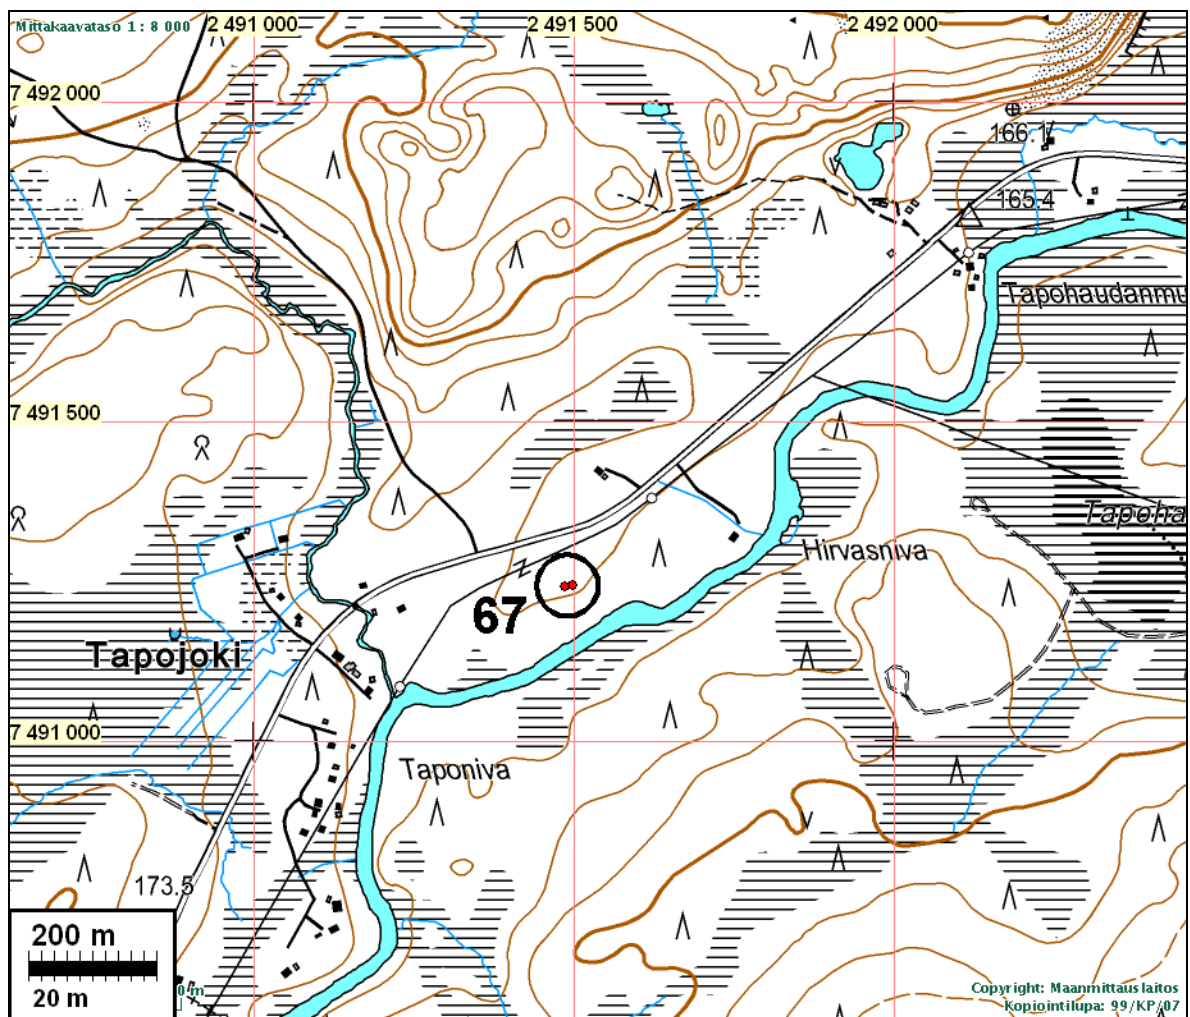 Mittakaavataso 1 : 8 000
2 491 000
2 491 500
2 492 000
7 492 000
166.1
165.4
Tapohaudanmu
7 491 500
Tapoha
Hirvasniva
67
Tapojoki
7 491 000
Taponiva
173.5
200 m
20 m
0 m
Copyright: Maanmittauslaitos
Kopiointilupa: 99/KP/07